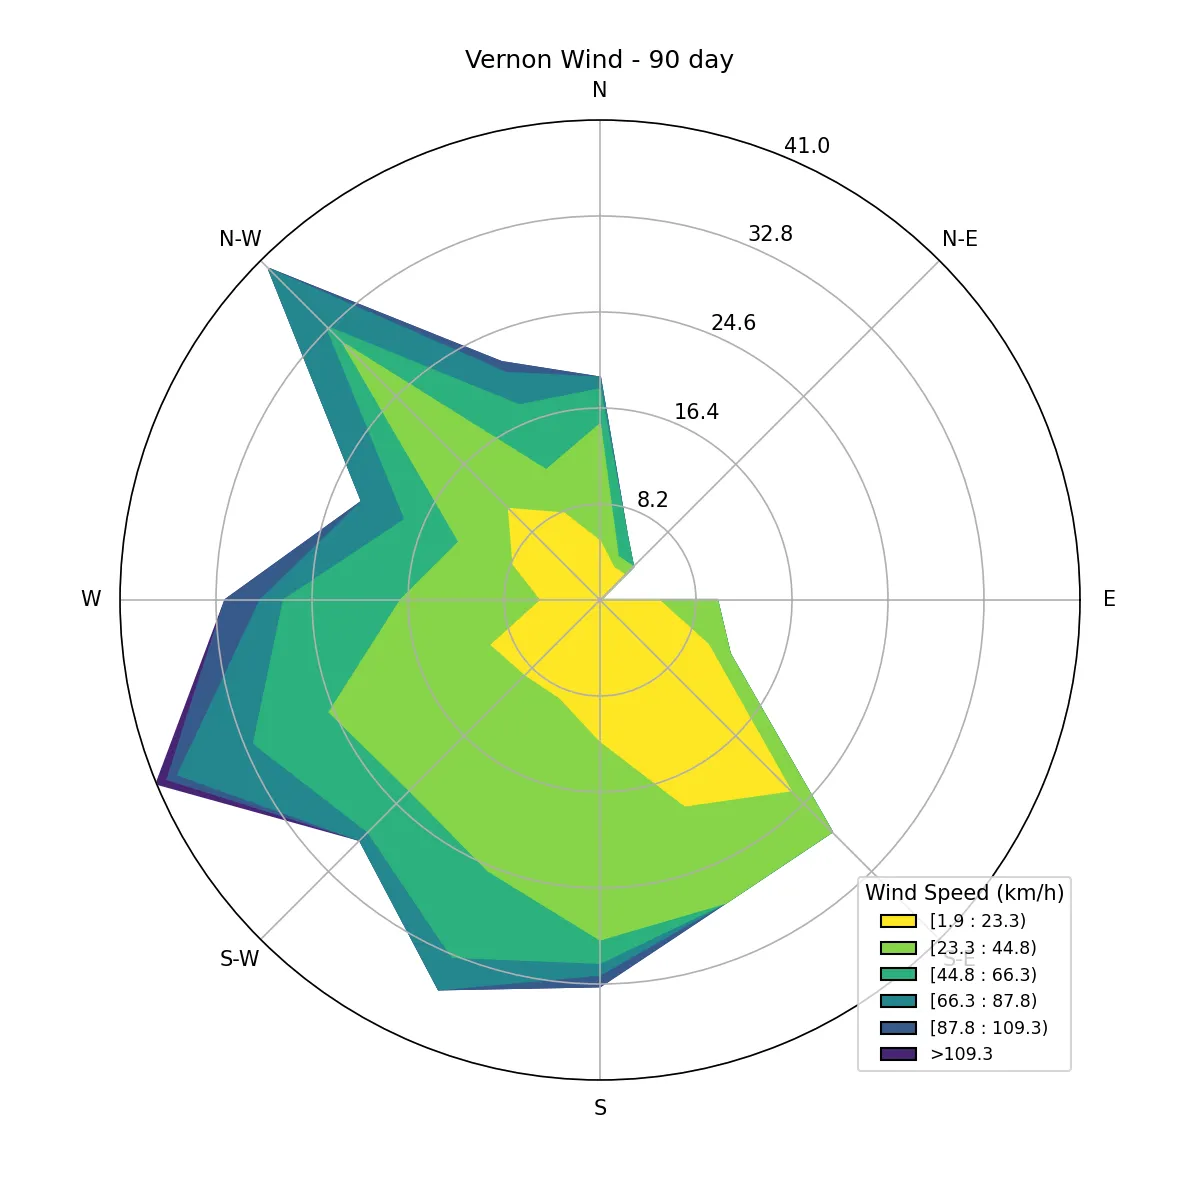 Vernon Wind - 90 day
N
41.0
32.8
N-W
N-E
24.6
16.4
8.2
W
E
Wind Speed (km/h)
[1.9 : 23.3)
[23.3 : 44.8)
S-W
S-E
[44.8 : 66.3)
[66.3 : 87.8)
[87.8 : 109.3)
>109.3
S